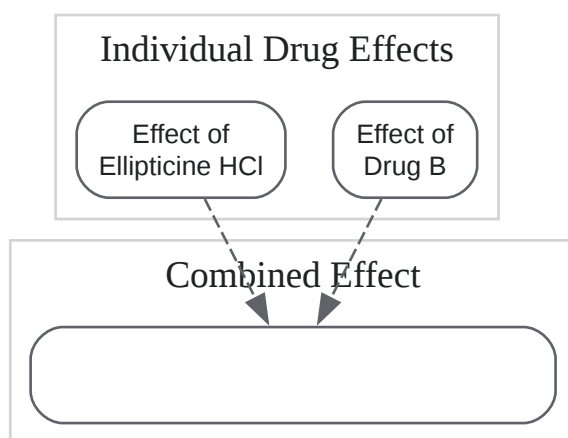 Individual Drug Effects
Effect of
Ellipticine HCl
Effect of
Drug B
Combined Effect